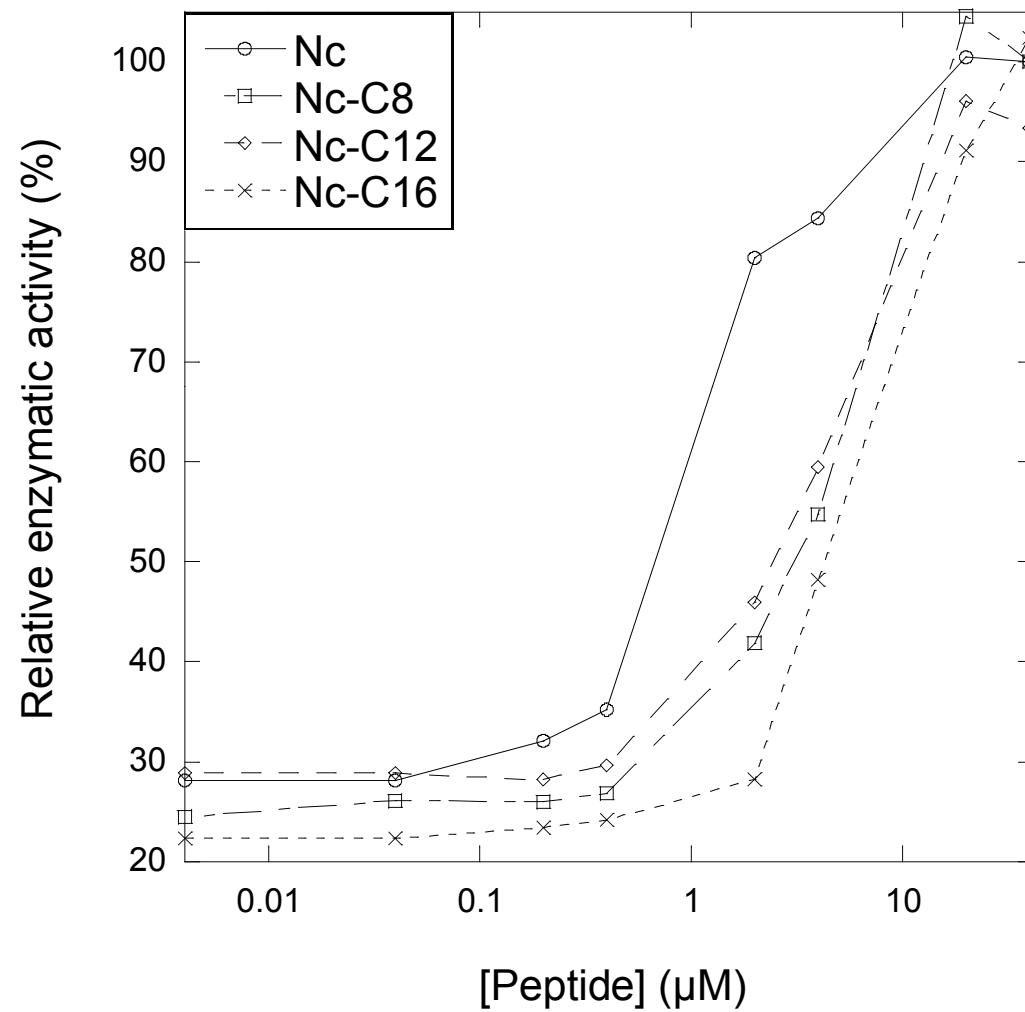 Nc
Nc-C8
Nc-C12
Nc-C16
Relative enzymatic activity (%)
100
90
80
70
60
50
40
30
20
0.01 0.1 1 10
[Peptide] (μM)